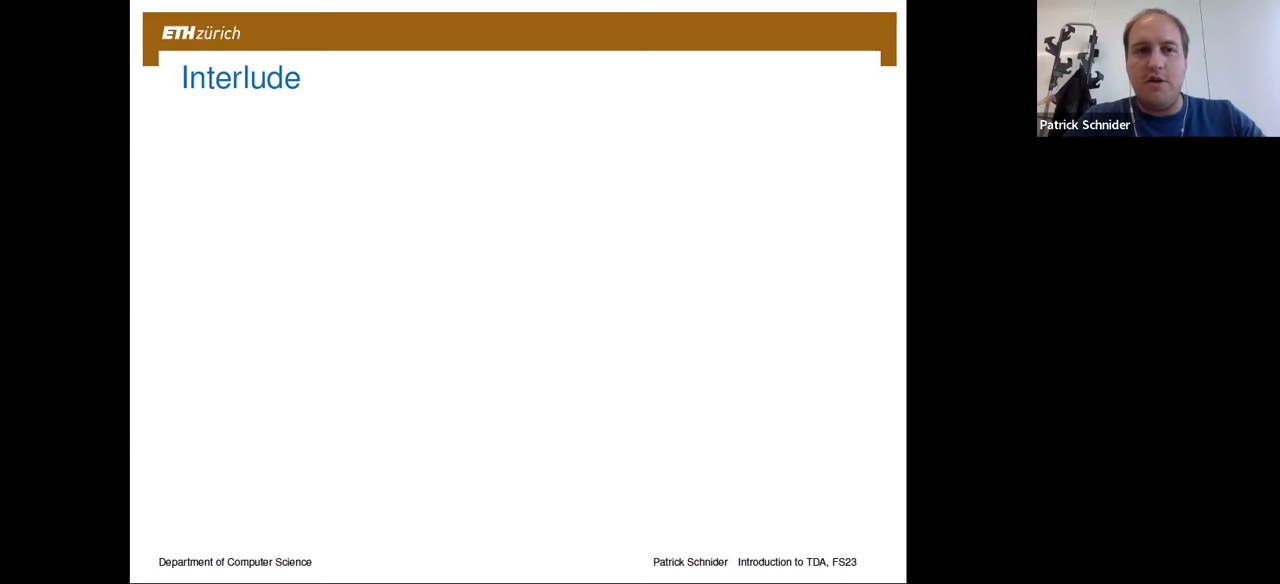 ETH zürich
Interlude
Patrick Schnider
Department of Computer Science
Patrick Schnider Introduction to TDA, FS23